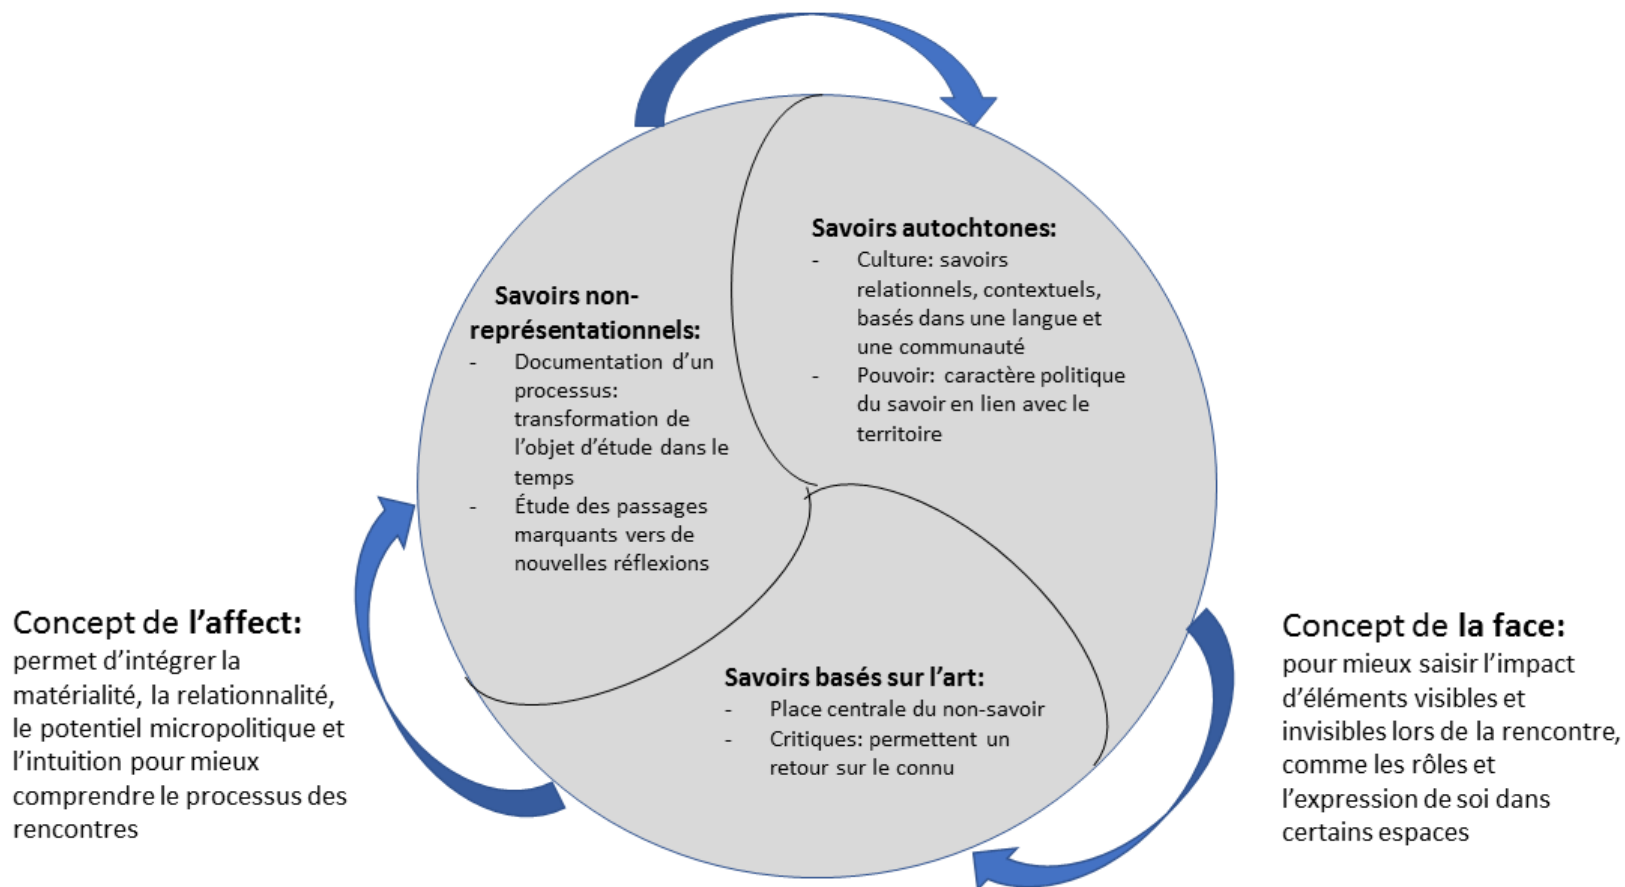 Savoirs autochtones:
- Culture: savoirs
relationnels, contextuels,
basés dans une langue et
une communauté
- Pouvoir: caractère politique
du savoir en lien avec le
territoire
Savoirs non-
représentationnels:
- Documentation d’un
processus:
transformation de
l’objet d’étude dans le
temps
- Étude des passages
marquants vers de
nouvelles réflexions
Savoirs basés sur l’art:
- Place centrale du non-savoir
- Critiques: permettent un
retour sur le connu
Concept de l’affect:
permet d’intégrer la
matérialité, la relationnalité,
le potentiel micropolitique et
l’intuition pour mieux
comprendre le processus des
rencontres
Concept de la face:
pour mieux saisir l’impact
d’éléments visibles et
invisibles lors de la rencontre,
comme les rôles et
l’expression de soi dans
certains espaces